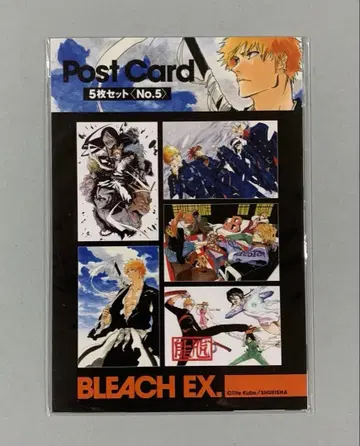 Post Card
5枚セット〈No.5〉
BLEACH EX.
©Tite Kubo/SHUEISHA